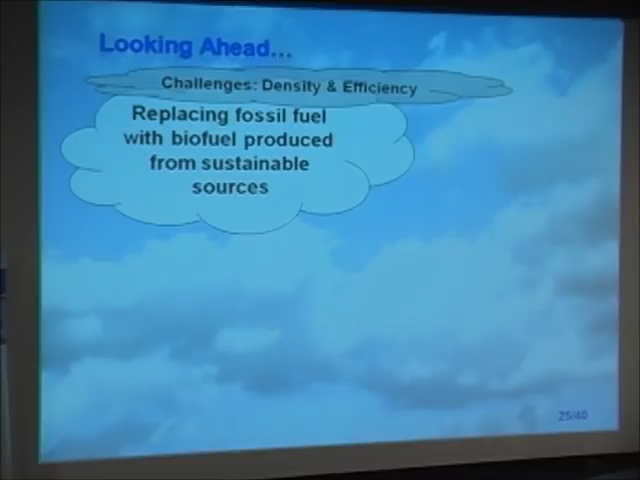 Looking Ahead...
Challenges: Density & Efficiency
Replacing fossil fuel
with biofuel produced
from sustainable
sources
25/40